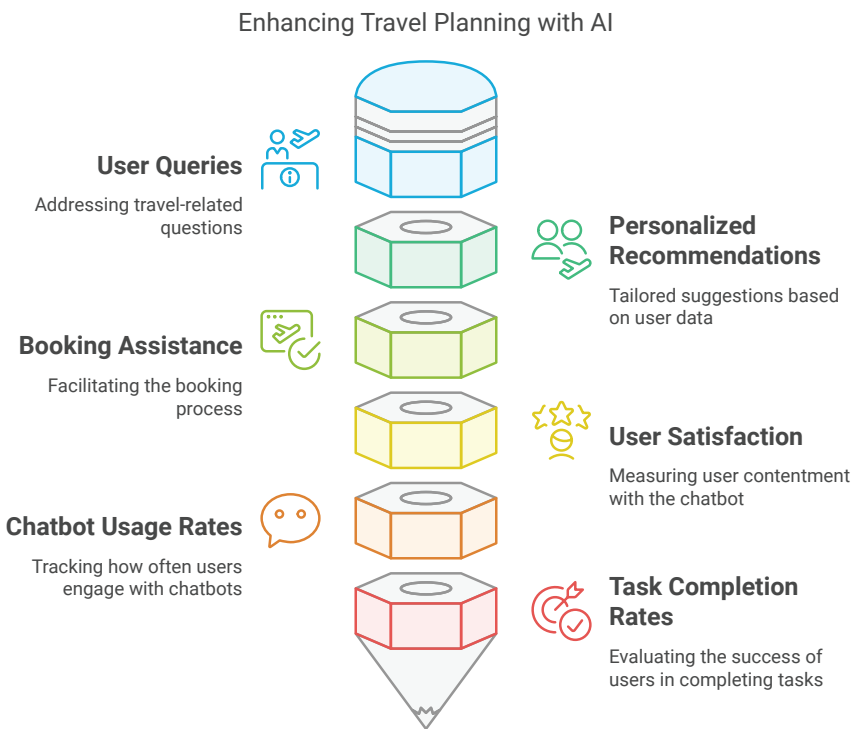 Enhancing Travel Planning with AI
User Queries
Addressing travel-related
questions
Personalized
Recommendations
Tailored suggestions based
on user data
Booking Assistance
Facilitating the booking
process
User Satisfaction
Measuring user contentment
with the chatbot
Chatbot Usage Rates
Tracking how often users
engage with chatbots
Task Completion
Rates
Evaluating the success of
users in completing tasks